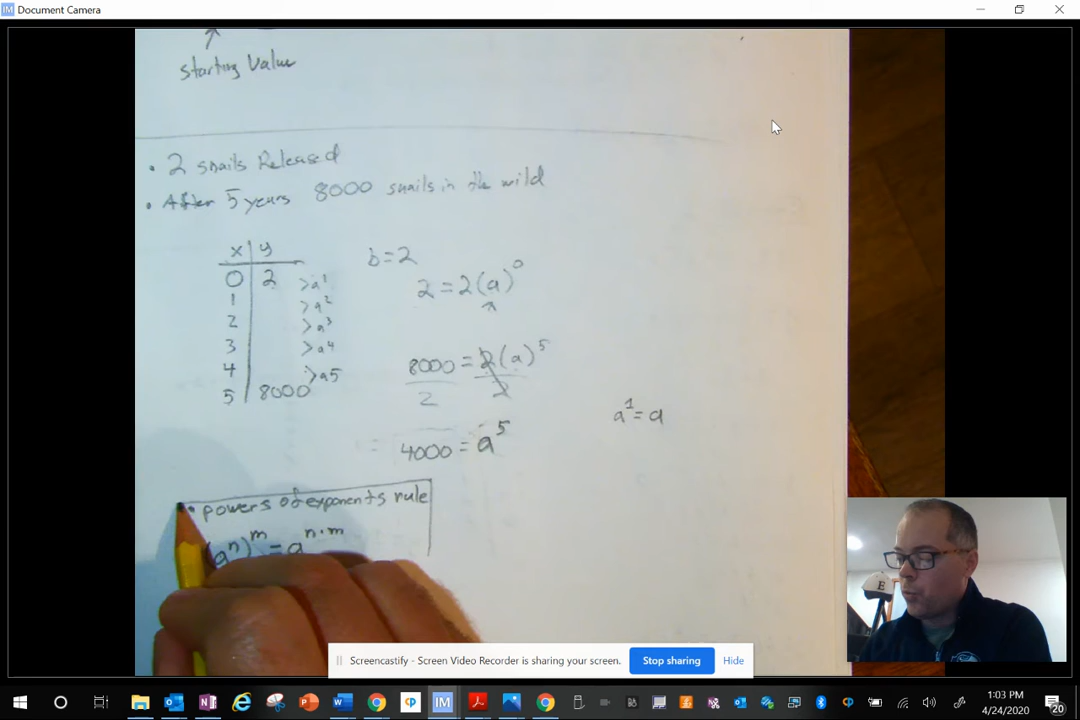 Document Camera
starting Value
• 2 snails Released
• After 5 years 8000 snails in the wild
x y
0 2 >a¹
1 >a²
2 >a³
3 >a⁴
4 >a5
5 8000
b=2
2=2(a)⁰
8000=2(a)⁵
2 2
4000=a⁵
a¹=a
• powers of exponents rule
(aⁿ)ᵐ=aⁿ·ᵐ
E
Screencastify - Screen Video Recorder is sharing your screen.
Stop sharing
Hide
1:03 PM
4/24/2020
20